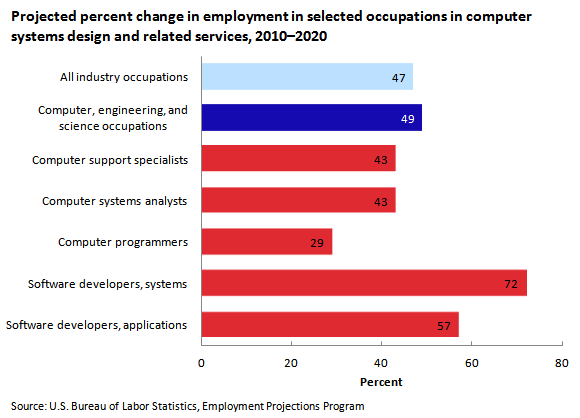 Projected percent change in employment in selected occupations in computer
systems design and related services, 2010–2020
All industry occupations
47
Computer, engineering, and
science occupations
49
Computer support specialists
43
Computer systems analysts
43
Computer programmers
29
Software developers, systems
72
Software developers, applications
57
0 20 40 60 80
Percent
Source: U.S. Bureau of Labor Statistics, Employment Projections Program